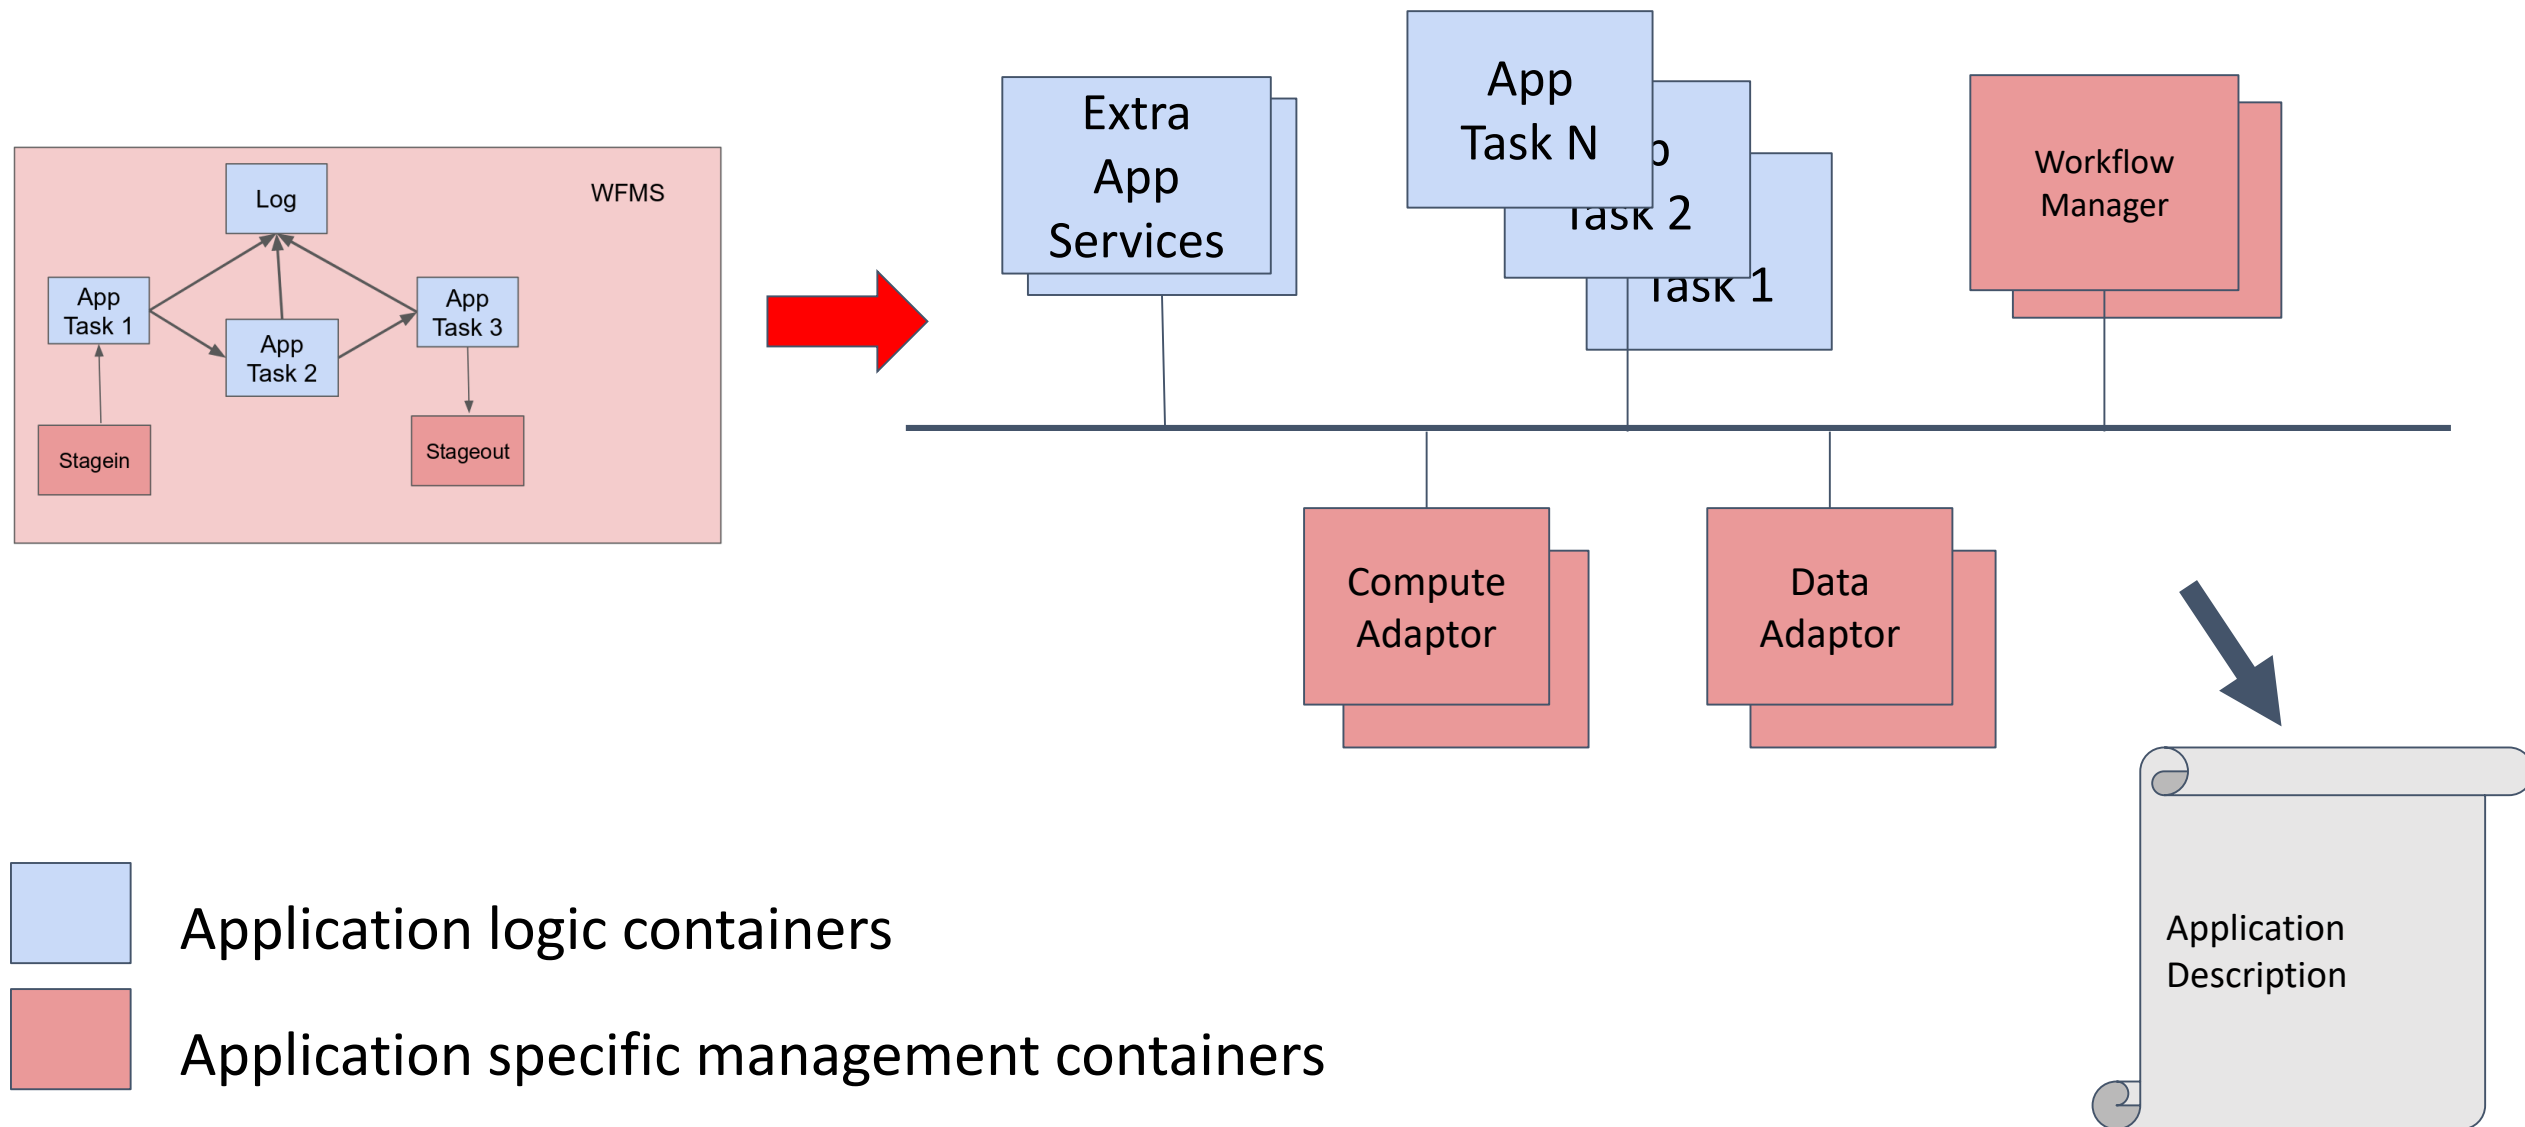 Log
WFMS
App
Task 1
App
Task 2
App
Task 3
Stagein
Stageout
Extra
App
Services
App
Task N
Task 2
Task 1
Workflow
Manager
Compute
Adaptor
Data
Adaptor
Application
Description
Application logic containers
Application specific management containers